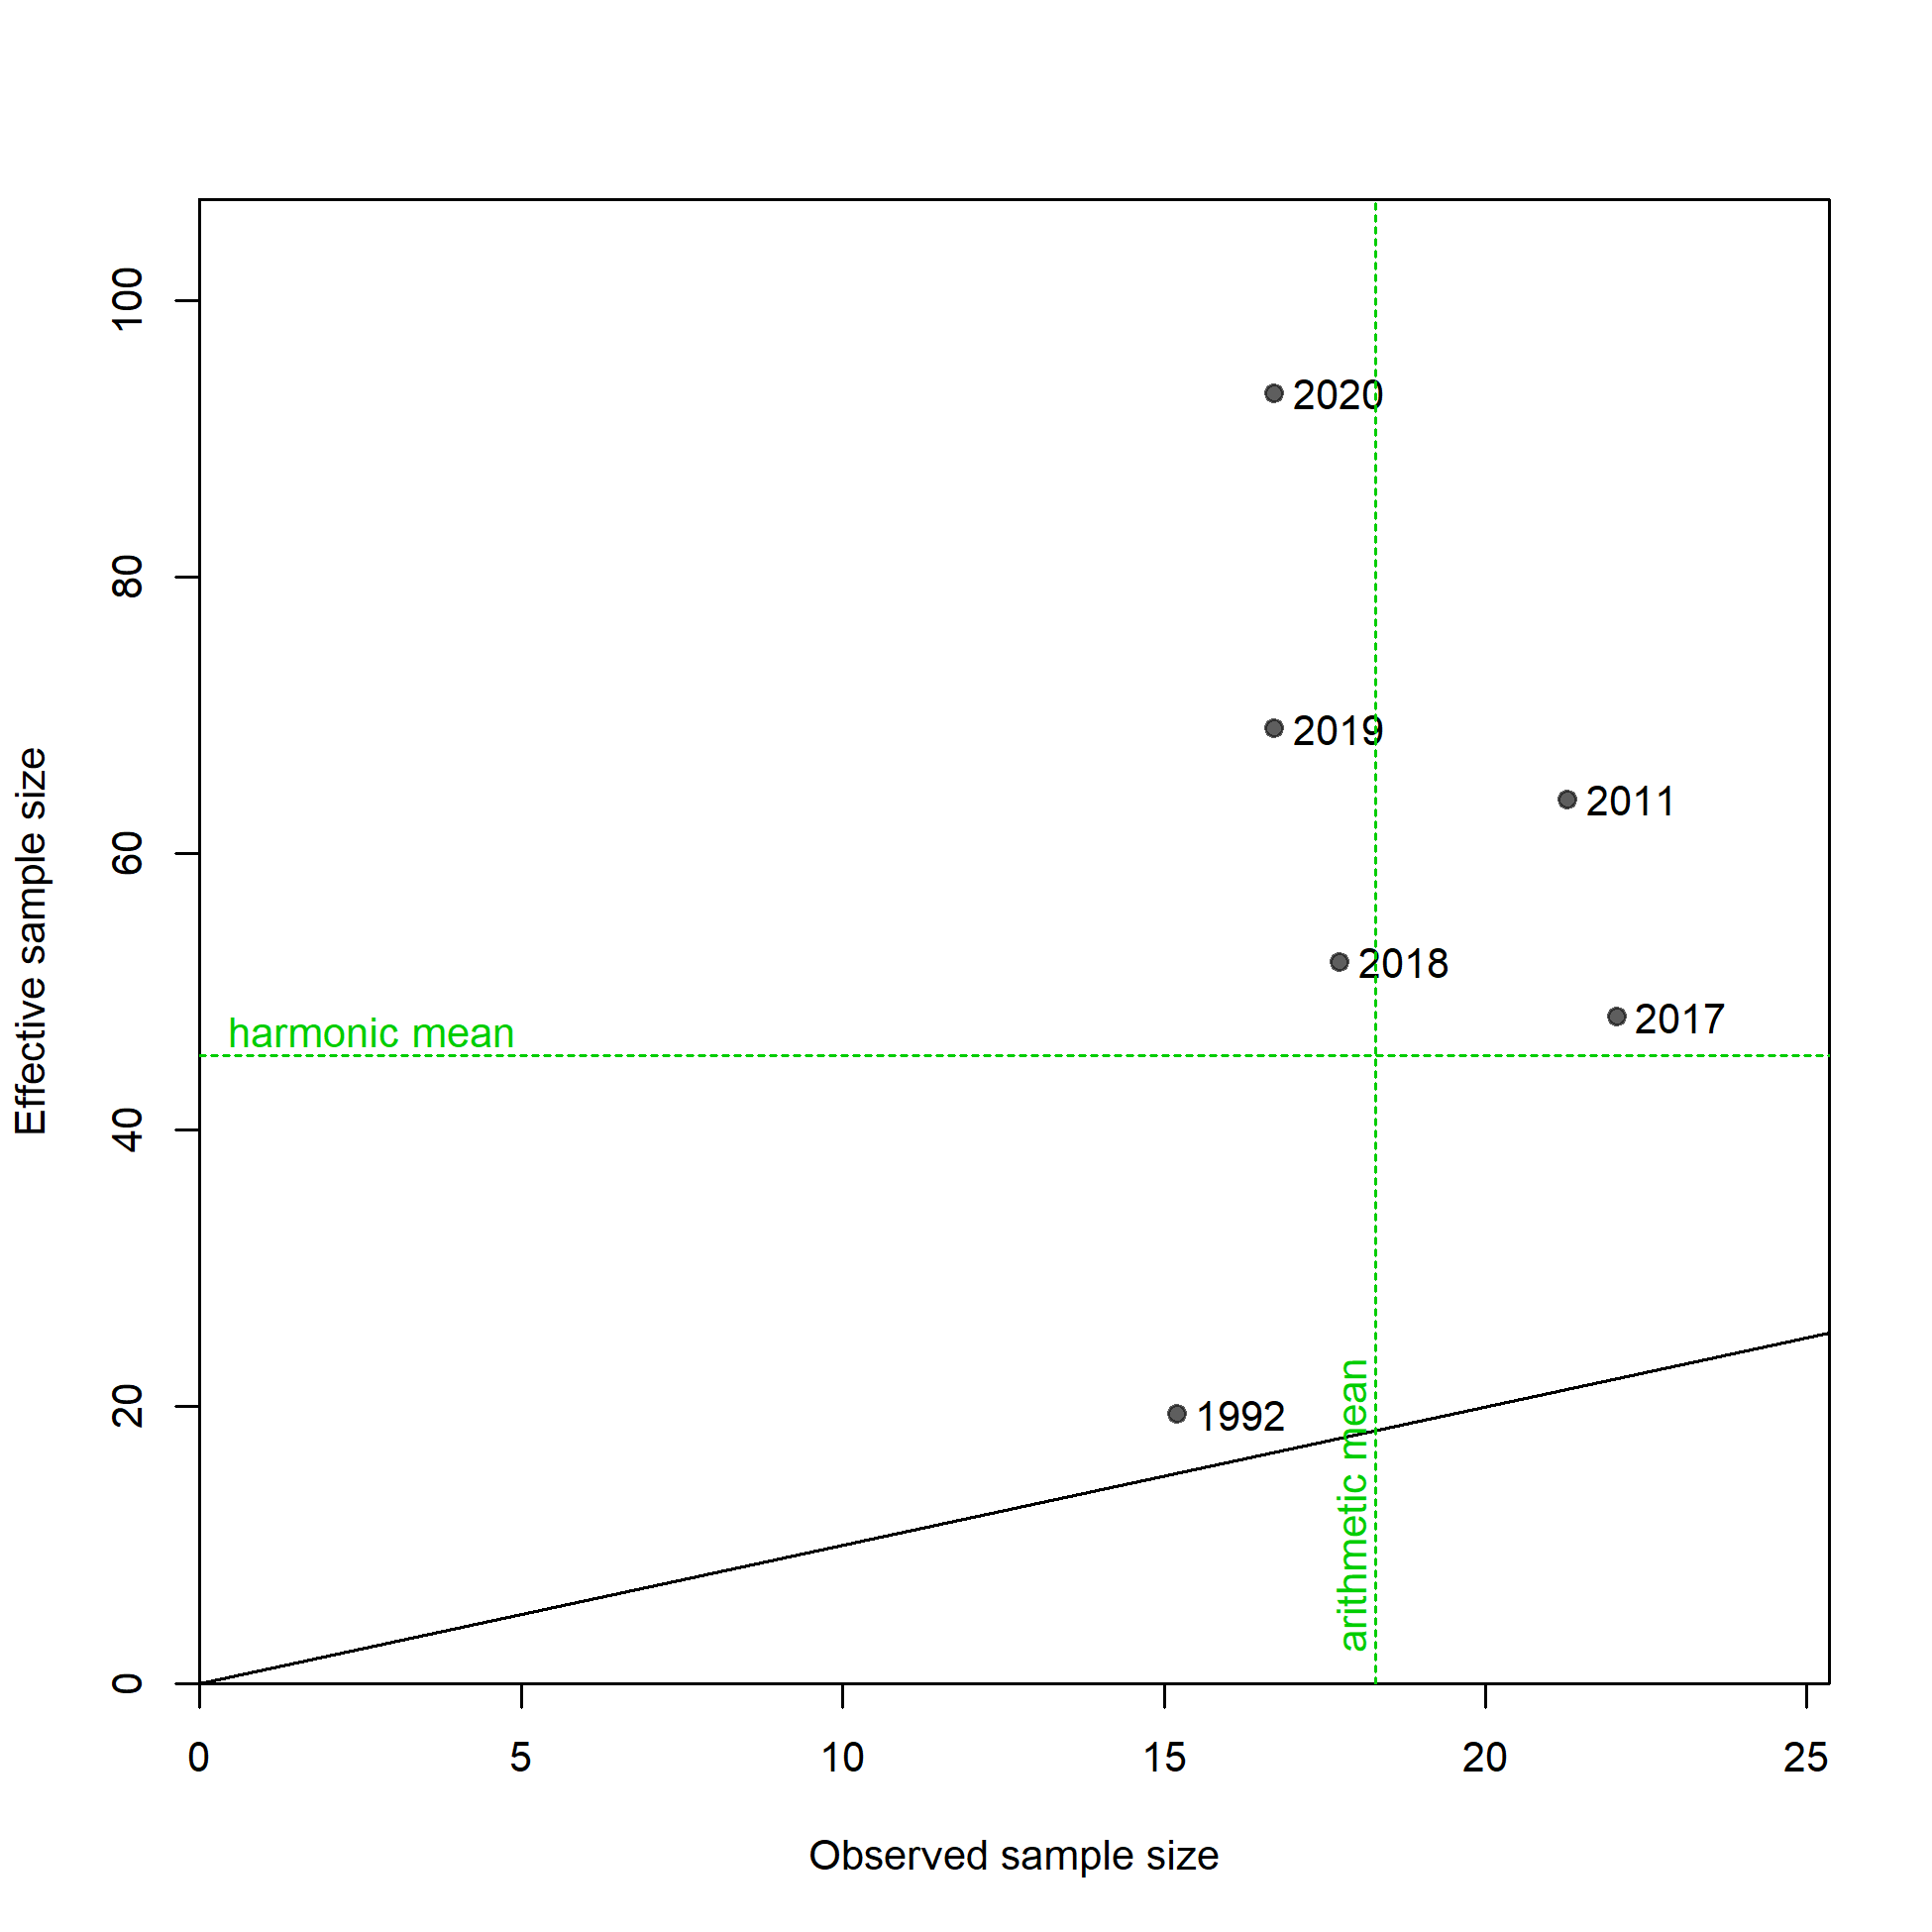 100
80
60
40
20
0
Effective sample size
2020
2019
2011
2018
2017
harmonic mean
1992
arithmetic mean
0 5 10 15 20 25
Observed sample size